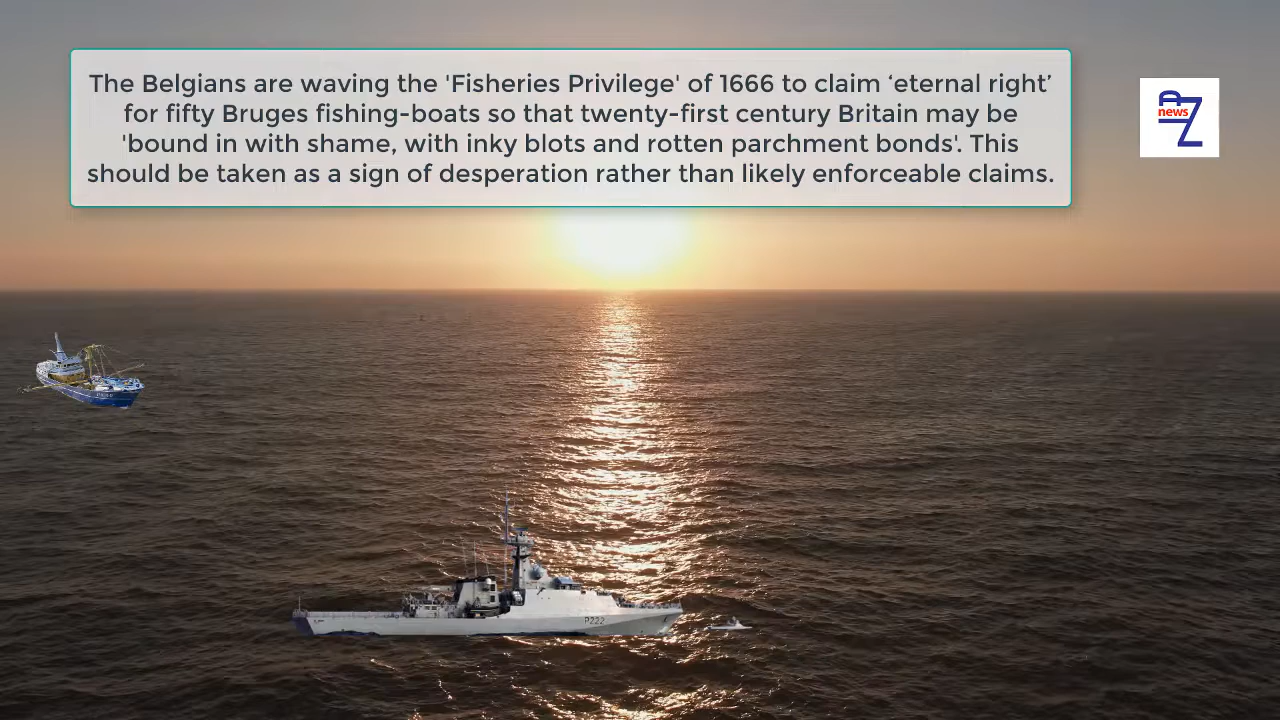 The Belgians are waving the 'Fisheries Privilege' of 1666 to claim ‘eternal right’
for fifty Bruges fishing-boats so that twenty-first century Britain may be
'bound in with shame, with inky blots and rotten parchment bonds'. This
should be taken as a sign of desperation rather than likely enforceable claims.
A
news
Z
P222